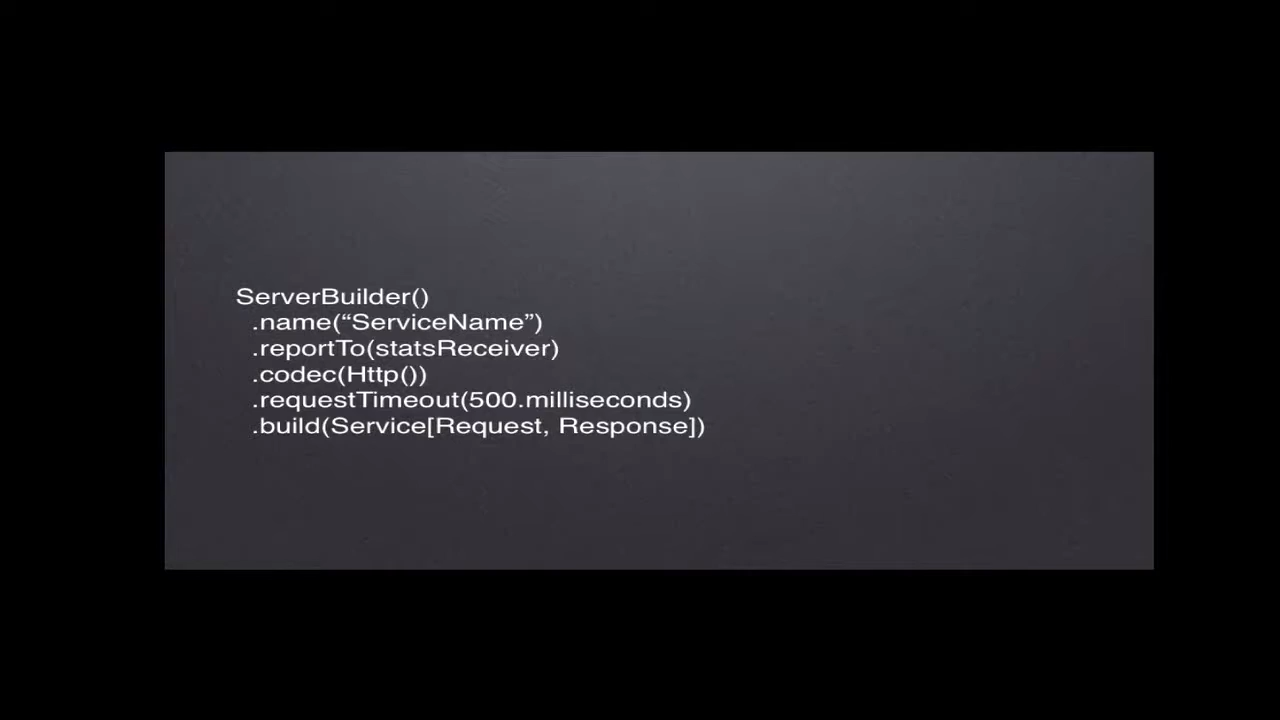 ServerBuilder()
.name(“ServiceName”)
.reportTo(statsReceiver)
.codec(Http())
.requestTimeout(500.milliseconds)
.build(Service[Request, Response])